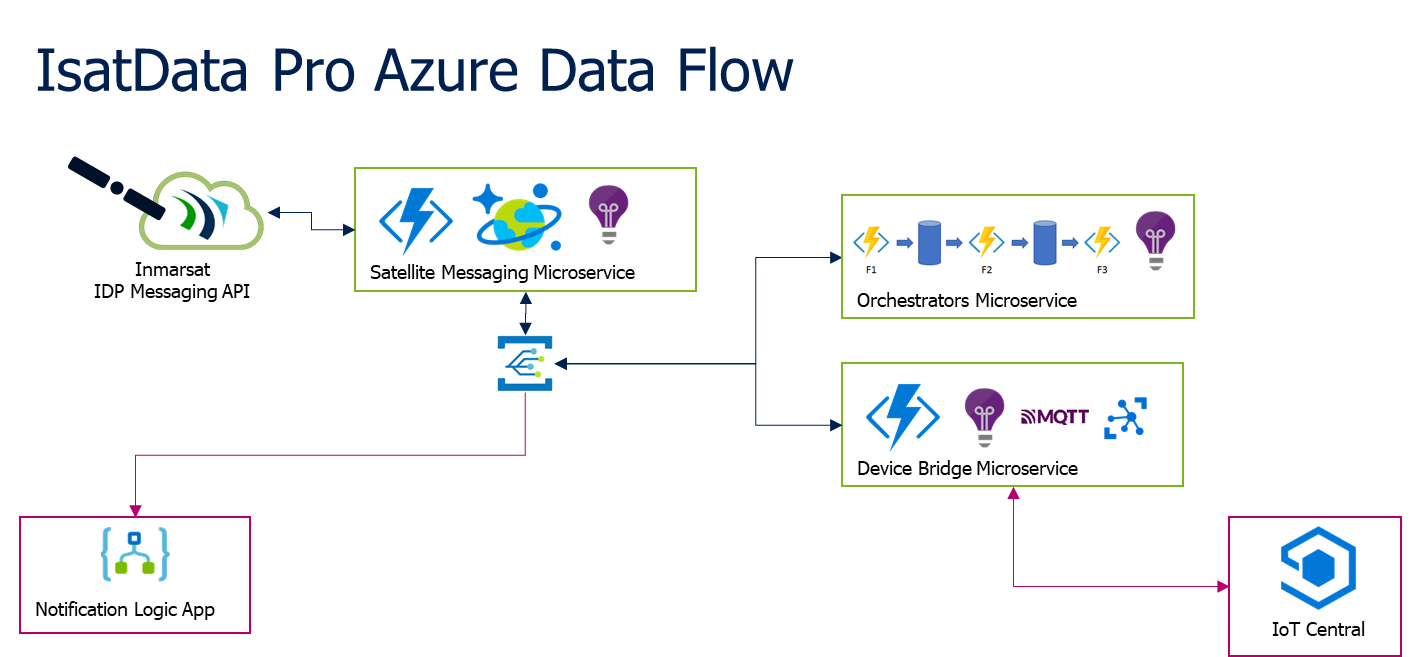 IsatData Pro Azure Data Flow
Inmarsat
IDP Messaging API
Satellite Messaging Microservice
F1
F2
F3
Orchestrators Microservice
MQTT
Device Bridge Microservice
Notification Logic App
IoT Central